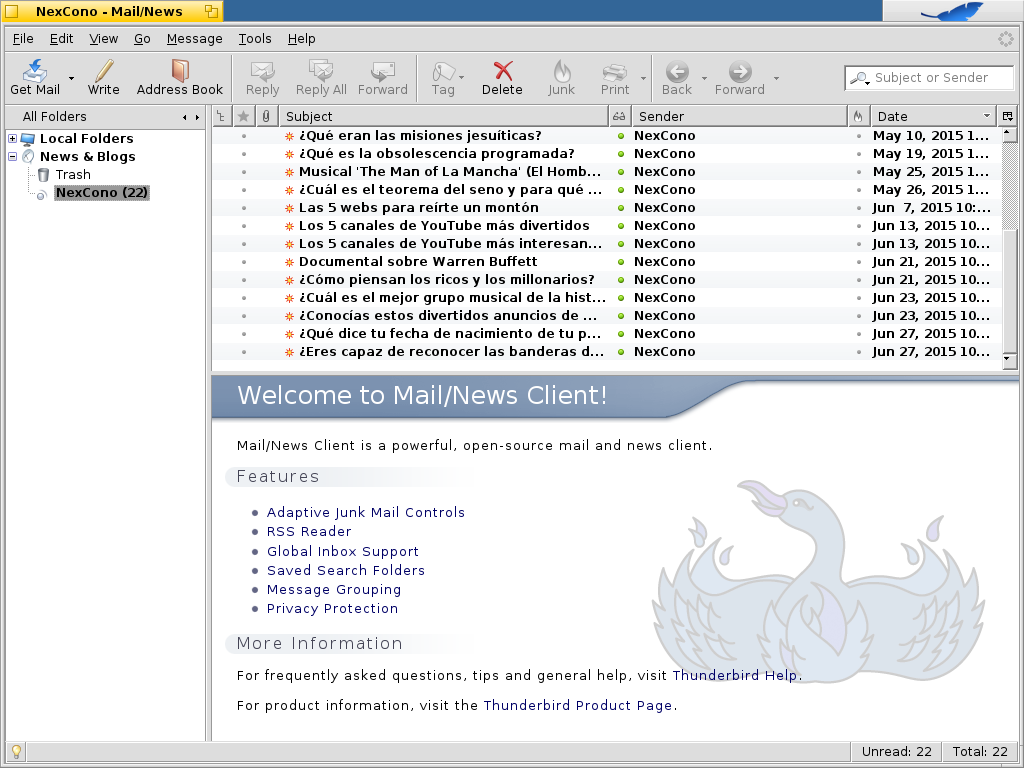 NexCono - Mail/News
File Edit View Go Message Tools Help
Get Mail Write Address Book Reply Reply All Forward Tag Delete Junk Print Back Forward Subject or Sender
All Folders Subject Sender Date
Local Folders
News & Blogs
Trash
NexCono (22)
¿Qué eran las misiones jesuíticas? NexCono May 10, 2015 1...
¿Qué es la obsolescencia programada? NexCono May 19, 2015 1...
Musical 'The Man of La Mancha' (El Homb... NexCono May 25, 2015 1...
¿Cuál es el teorema del seno y para qué ... NexCono May 26, 2015 1...
Las 5 webs para reírte un montón NexCono Jun 7, 2015 10:...
Los 5 canales de YouTube más divertidos NexCono Jun 13, 2015 10...
Los 5 canales de YouTube más interesan... NexCono Jun 13, 2015 10...
Documental sobre Warren Buffett NexCono Jun 21, 2015 10...
¿Cómo piensan los ricos y los millonarios? NexCono Jun 21, 2015 10...
¿Cuál es el mejor grupo musical de la hist... NexCono Jun 23, 2015 10...
¿Conocías estos divertidos anuncios de ... NexCono Jun 23, 2015 10...
¿Qué dice tu fecha de nacimiento de tu p... NexCono Jun 27, 2015 10...
¿Eres capaz de reconocer las banderas d... NexCono Jun 27, 2015 10...
Welcome to Mail/News Client!
Mail/News Client is a powerful, open-source mail and news client.
Features
Adaptive Junk Mail Controls
RSS Reader
Global Inbox Support
Saved Search Folders
Message Grouping
Privacy Protection
More Information
For frequently asked questions, tips and general help, visit Thunderbird Help.
For product information, visit the Thunderbird Product Page.
Unread: 22 Total: 22